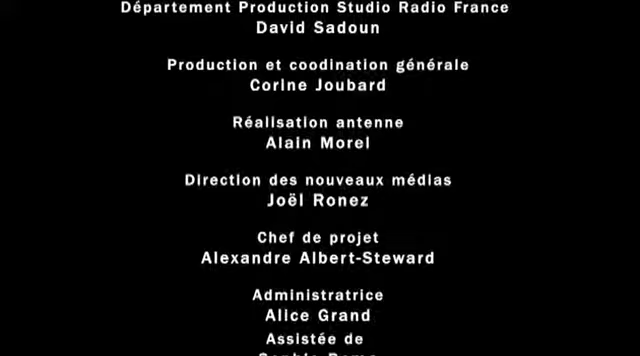 Département Production Studio Radio France
David Sadoun
Production et coodination générale
Corine Joubard
Réalisation antenne
Alain Morel
Direction des nouveaux médias
Joël Ronez
Chef de projet
Alexandre Albert-Steward
Administratrice
Alice Grand
Assistée de